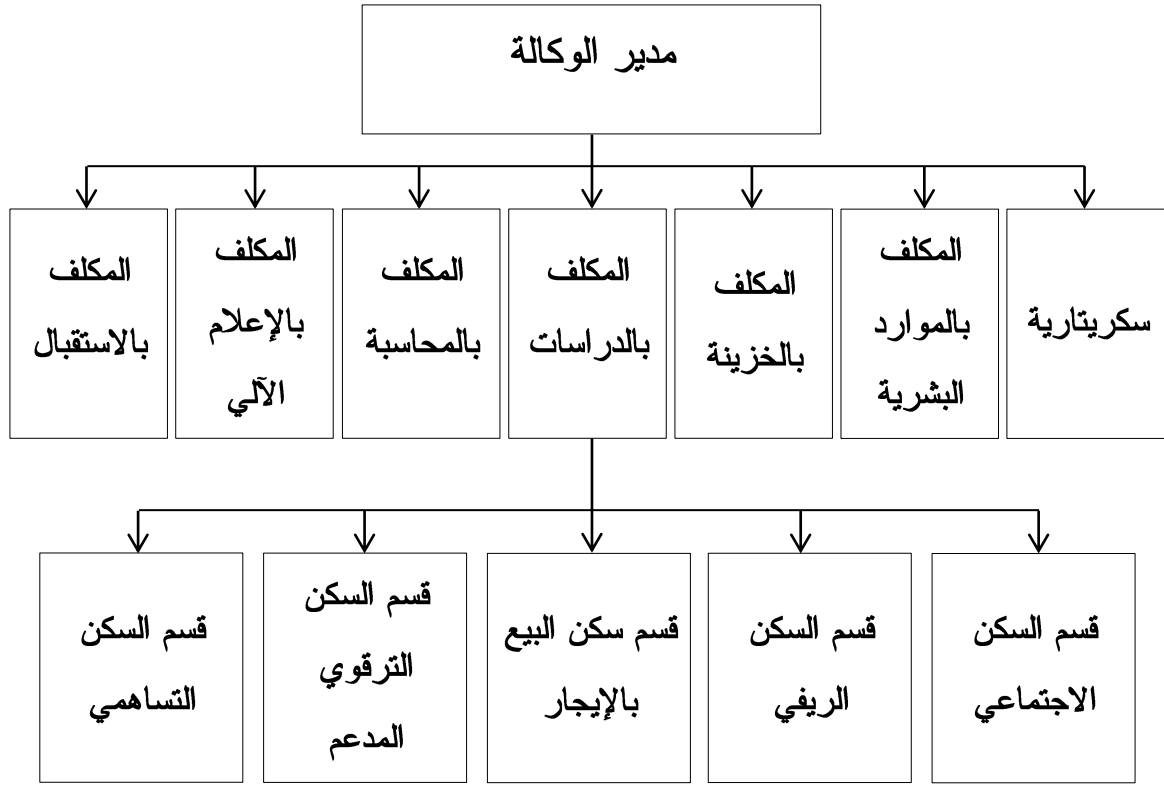 مدير الوكالة
سكريتارية
المكلف
بالموارد
البشرية
المكلف
بالخزينة
المكلف
بالدراسات
المكلف
بالمحاسبة
المكلف
بالإعلام
الآلي
المكلف
بالاستقبال
قسم السكن
الاجتماعي
قسم السكن
الريفي
قسم سكن البيع
بالإيجار
قسم السكن
الترقوي
المدعم
قسم السكن
التساهمي